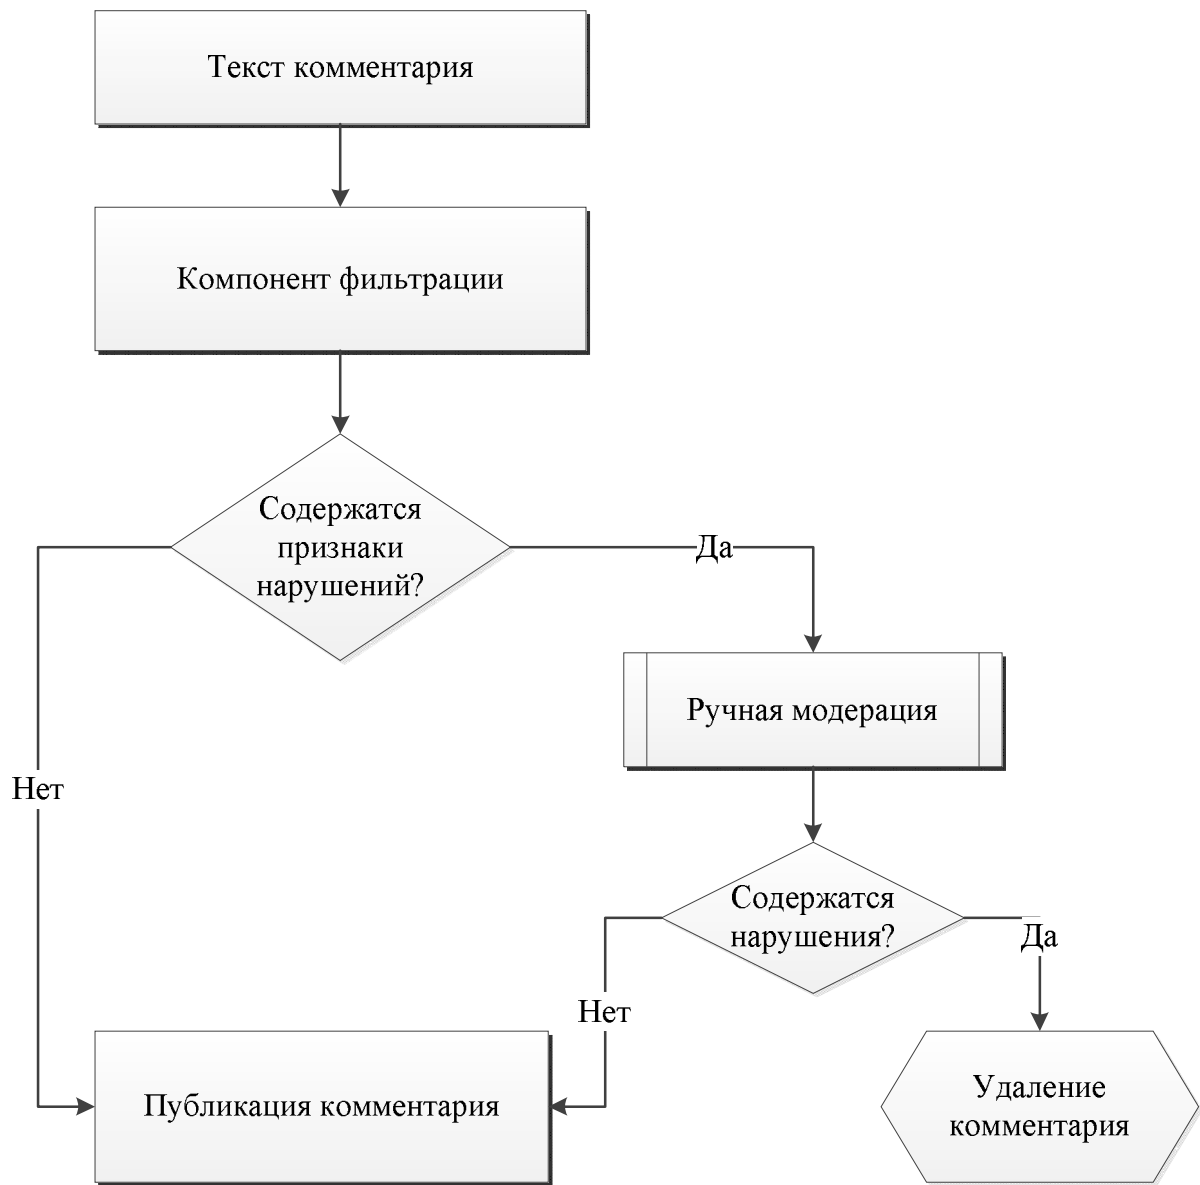 Текст комментария
Компонент фильтрации
Содержатся
признаки
нарушений?
Да
Ручная модерация
Нет
Содержатся
нарушения?
Да
Нет
Публикация комментария
Удаление
комментария